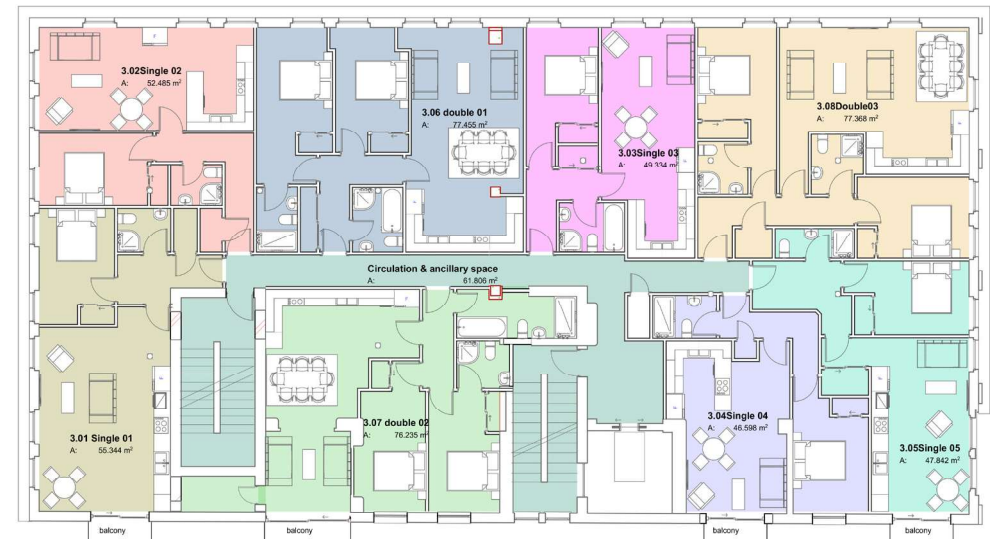 3.02Single 02
A: 52.485 m²
3.06 double 01
A: 77.455 m²
3.03Single 03
A: 49.334 m²
3.08Double03
A: 77.368 m²
Circulation & ancillary space
A: 61.806 m²
3.01 Single 01
A: 55.344 m²
3.07 double 02
A: 76.235 m²
3.04Single 04
A: 46.598 m²
3.05Single 05
A: 47.842 m²
balcony
balcony
balcony
balcony